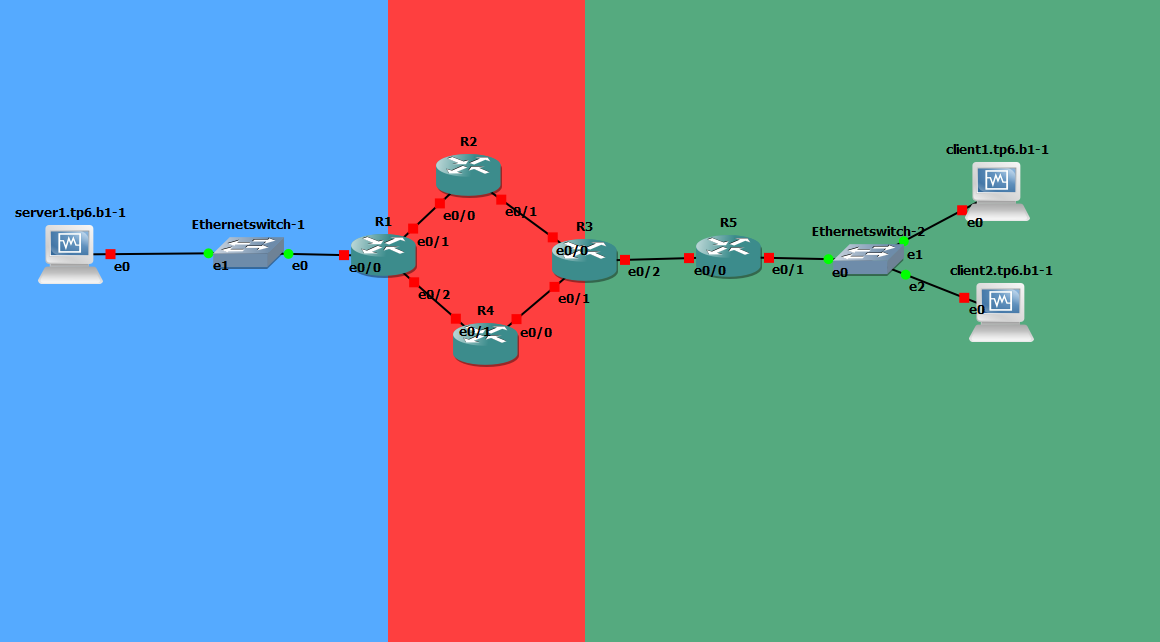 R2
client1.tp6.b1-1
server1.tp6.b1-1
Ethernetswitch-1
R1
R3
R5
Ethernetswitch-2
e0/0
e0/1
e0
e0/1
e0/0
e1
e0
e1
e0
e0/0
e0/2
e0/0
e0/1
e0
client2.tp6.b1-1
e2
e0/2
e0/1
R4
e0
e0/1
e0/0